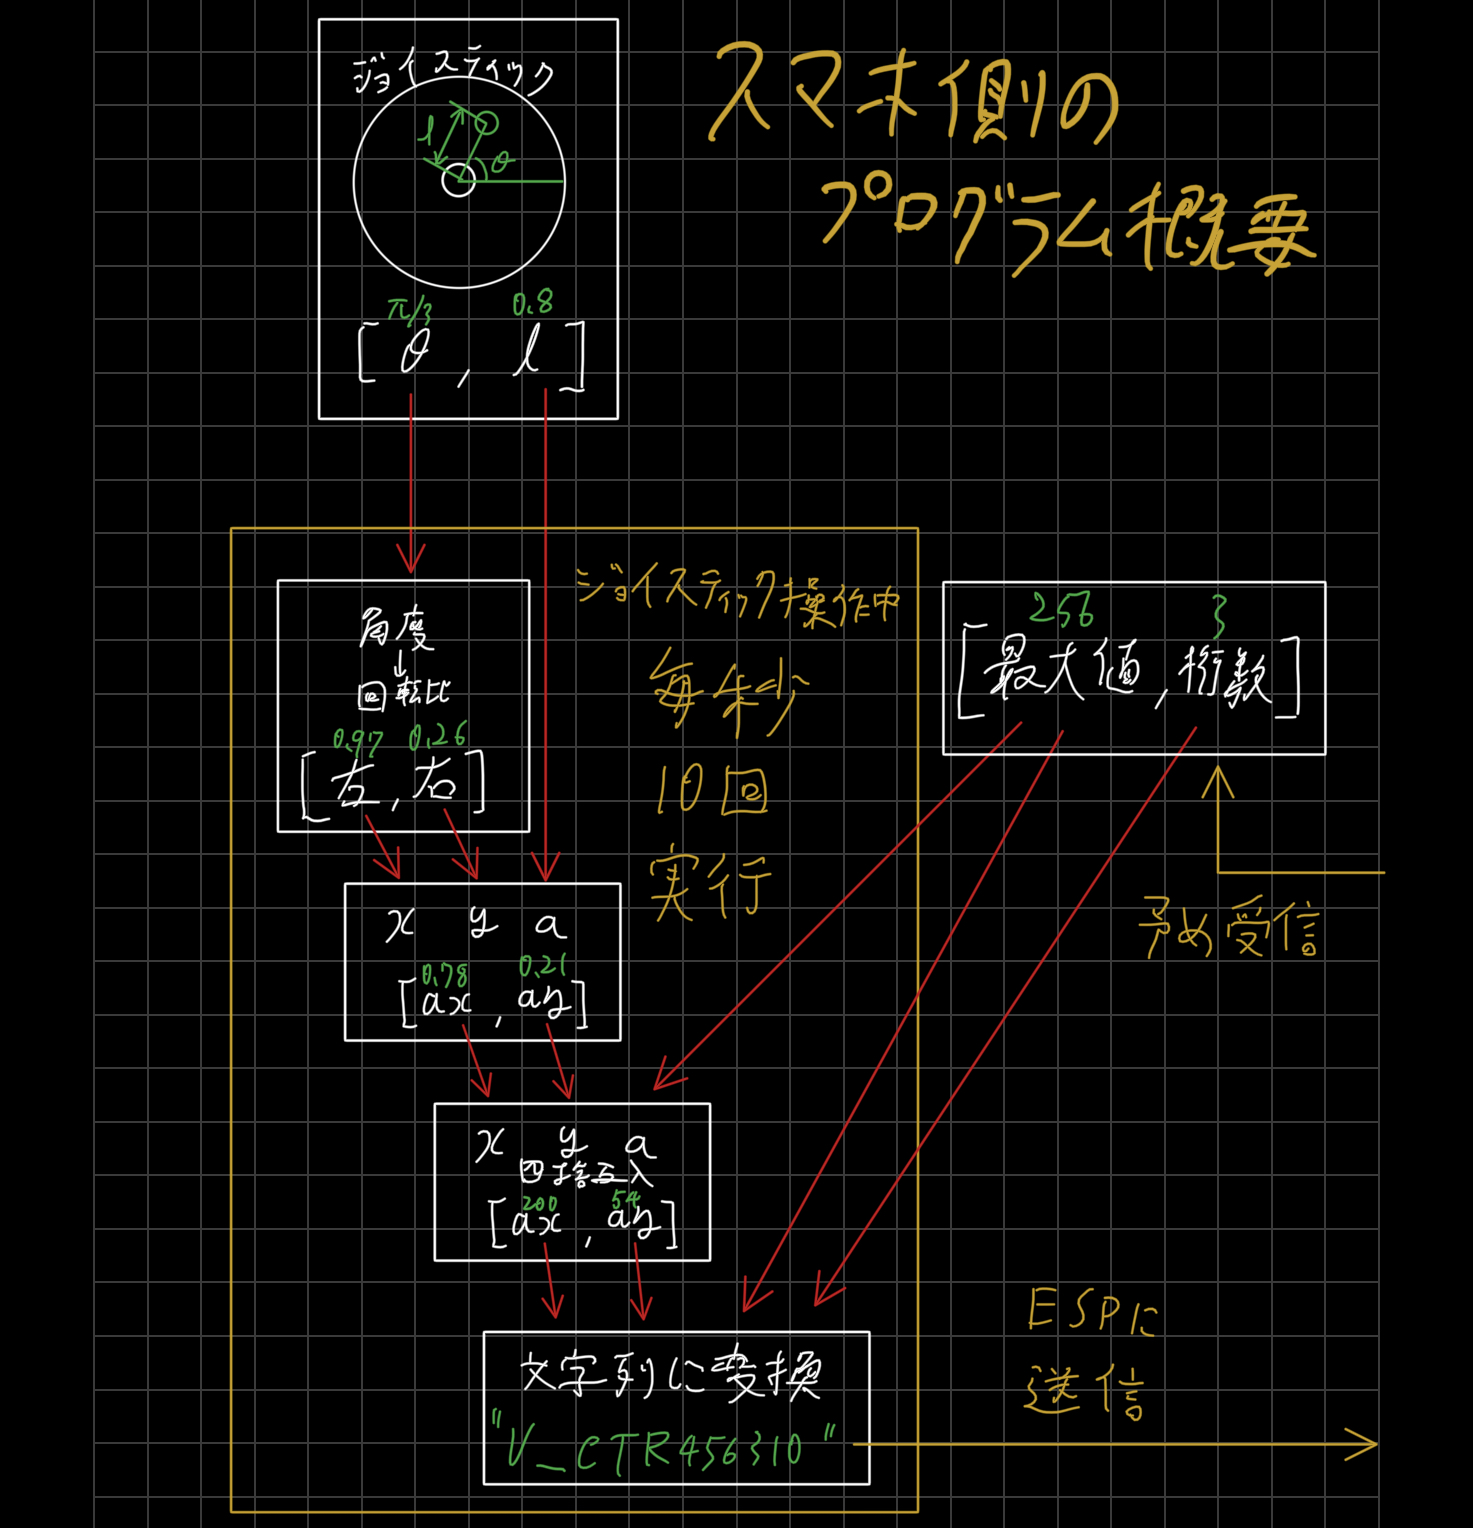 スマホ側の
プログラム概要
ジョイスティック
l
θ
π/3 0.8
[θ, l]
ジョイスティック操作中
毎秒
10回
実行
角度
↓
回転比
0.97 0.26
[左, 右]
256 3
[最大値, 桁数]
予め受信
x y a
0.78 0.21
[ax, ay]
x y a
四捨五入
200 54
[ax, ay]
文字列に変換
"V_CTR456310"
ESPに
送信